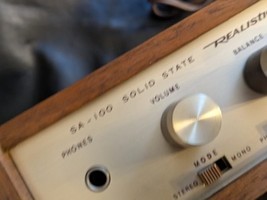 SA-100 SOLID STATE
REALISTIC
BALANCE
VOLUME
PHONES
MODE
STEREO MONO